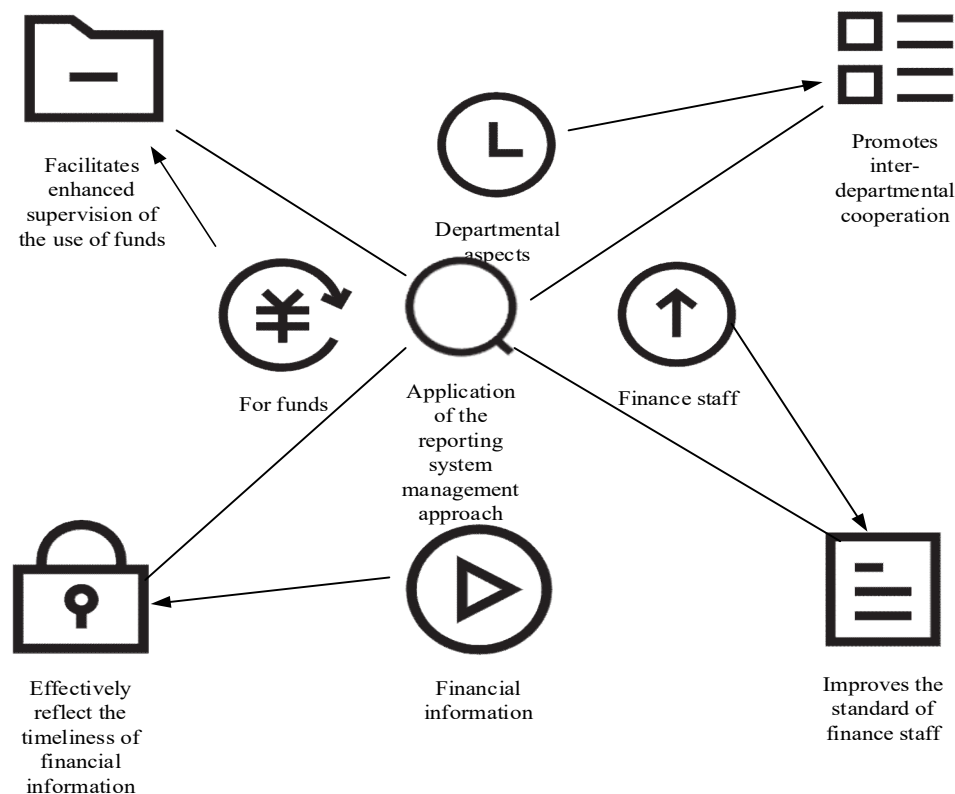 Facilitates
enhanced
supervision of
the use of funds
Departmental
aspects
Promotes
inter-
departmental
cooperation
¥
For funds
Application
of the
reporting
system
management
approach
Finance staff
Effectively
reflect the
timeliness of
financial
information
Financial
information
Improves the
standard of
finance staff